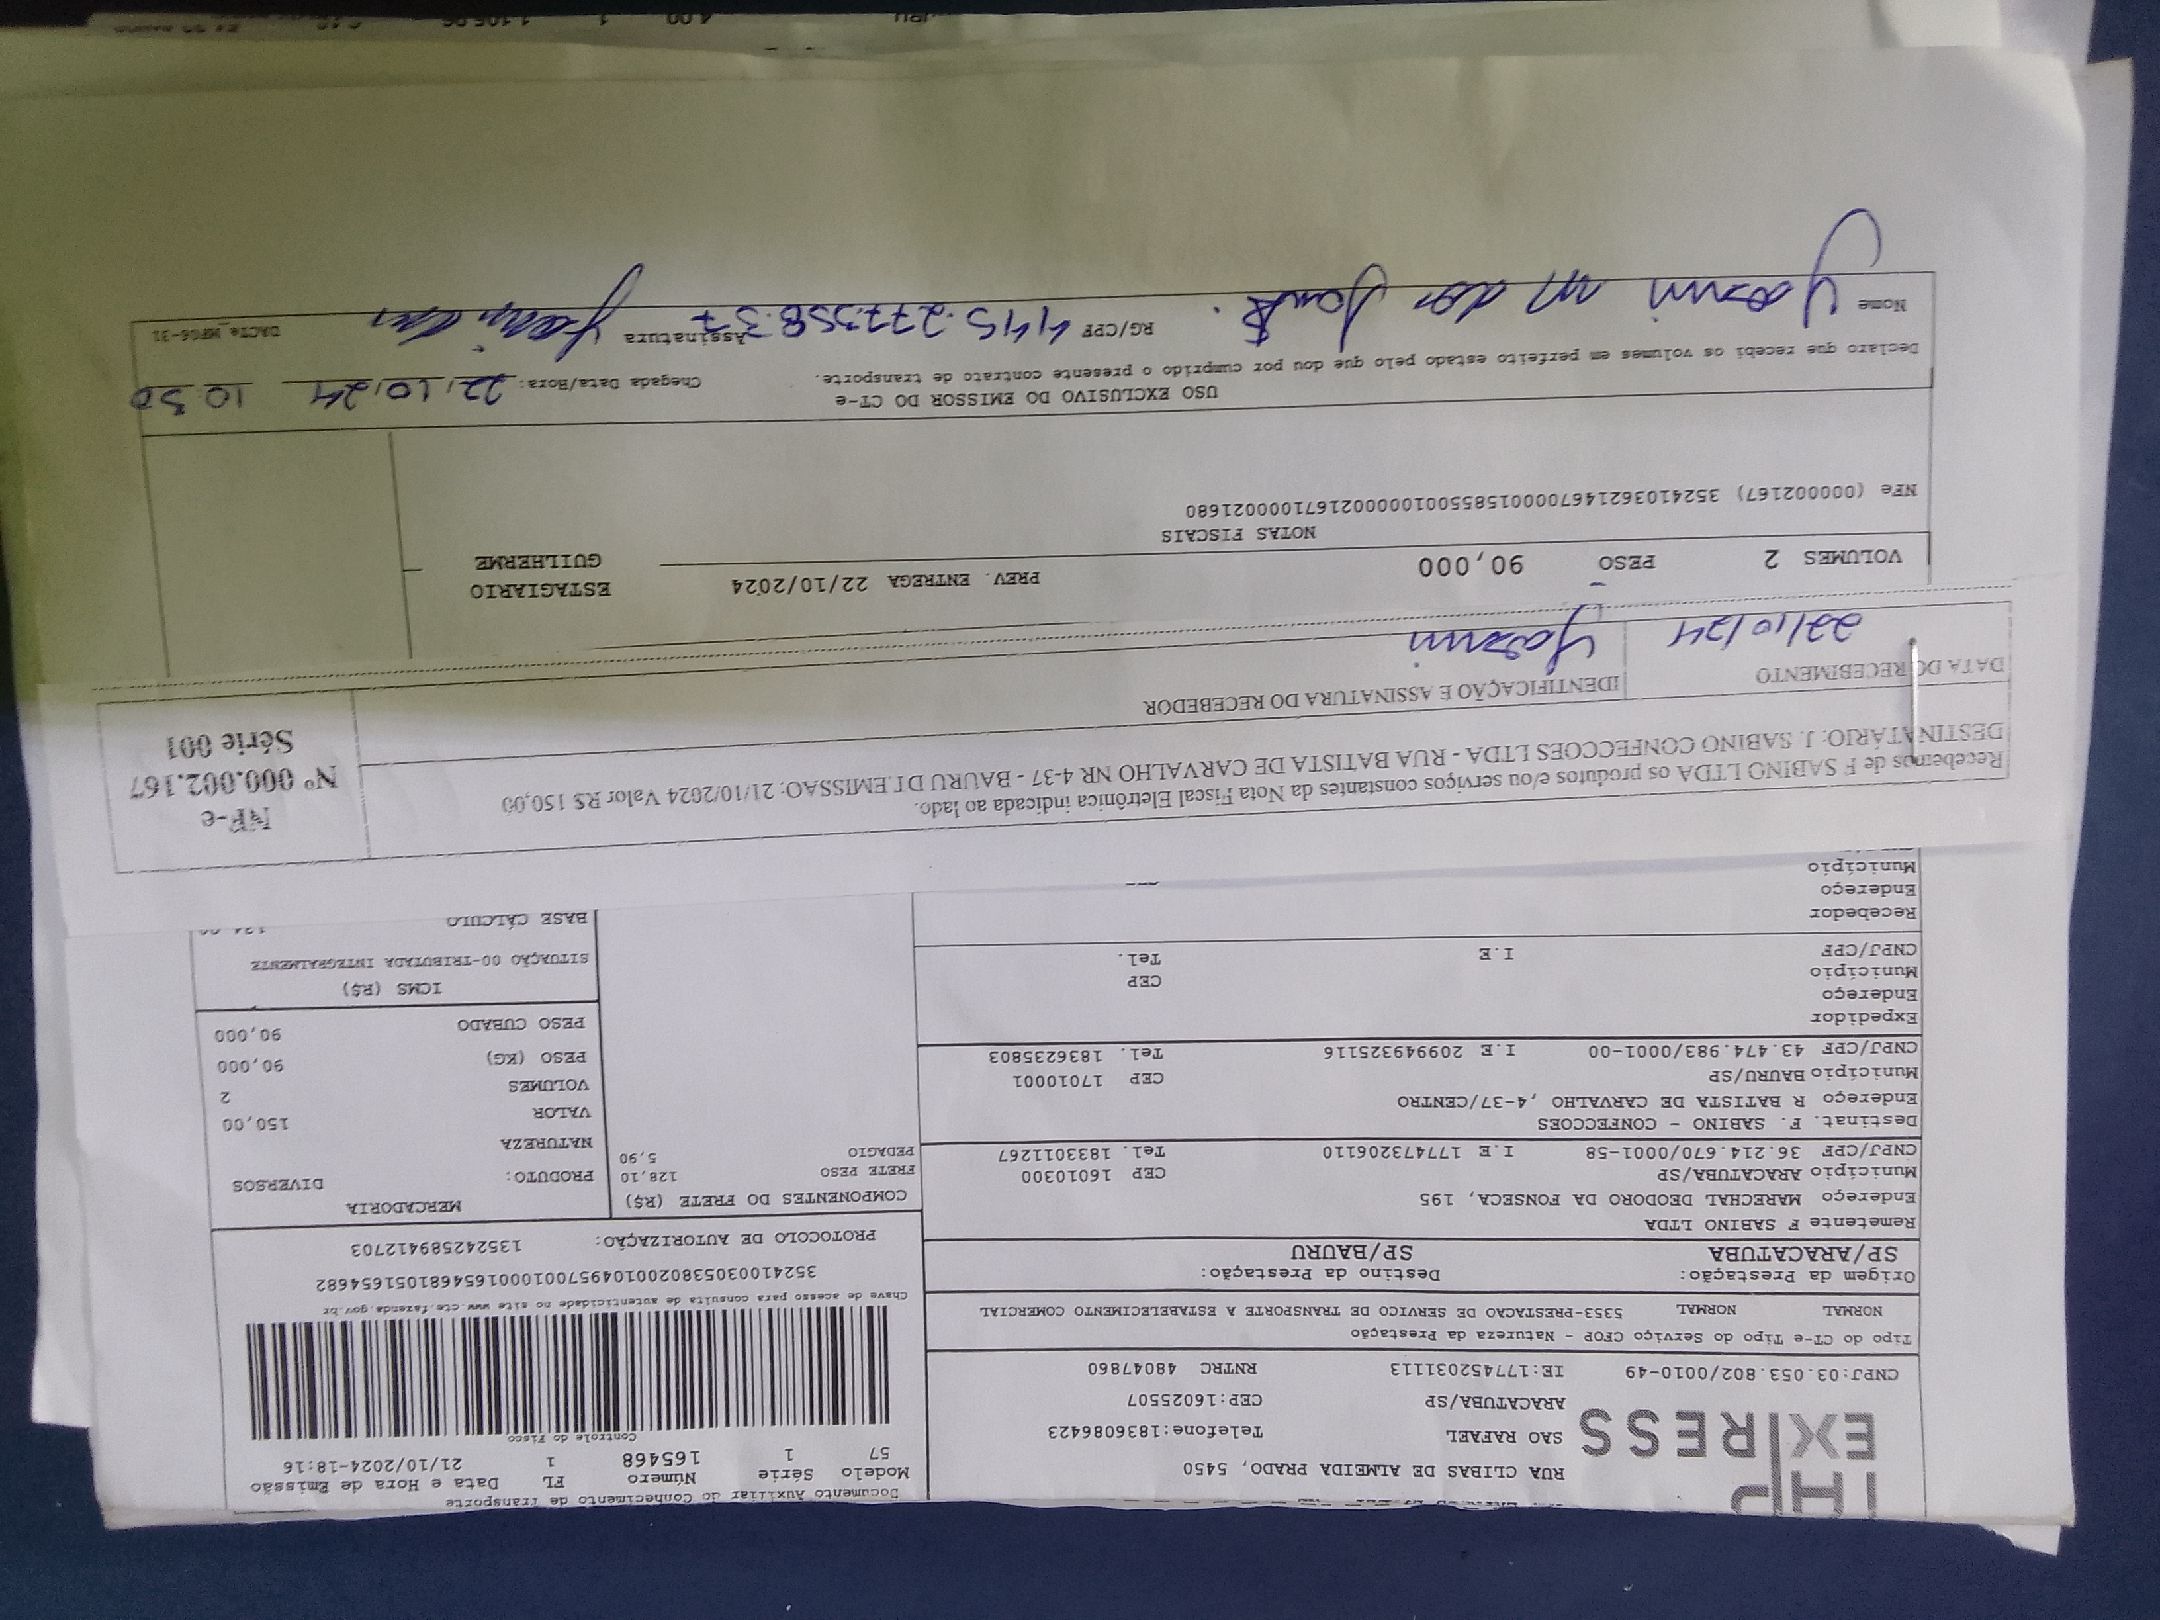 Documento Auxiliar do Conhecimento de Transporte
Modelo Série Número FL Data e Hora de Emissão
57 1 165468 1 21/10/2024-18:16
Controle do Fisco
THP
EXPRESS
RUA CLIBAS DE ALMEIDA PRADO, 5450
SAO RAFAEL Telefone:1836086423
ARACATUBA/SP CEP:16025507
CNPJ:03.053.802/0010-49 IE:177452031113 RNTRC 48047860
Tipo do CT-e Tipo do Serviço CFOP - Natureza da Prestação
NORMAL NORMAL 5353-PRESTACAO DE SERVICO DE TRANSPORTE A ESTABELECIMENTO COMERCIAL
Chave de acesso para consulta de autenticidade no site www.cte.fazenda.gov.br
35241003053802001049570010001654681051654682
PROTOCOLO DE AUTORIZAÇÃO: 135242589412703
Origem da Prestação: Destino da Prestação:
SP/ARACATUBA SP/BAURU
Remetente F SABINO LTDA
Endereço MARECHAL DEODORO DA FONSECA, 195
Município ARACATUBA/SP CEP 16010300
CNPJ/CPF 36.214.670/0001-58 I.E 177473206110 Tel. 1833011267
Destinat. F. SABINO - CONFECCOES
Endereço R BATISTA DE CARVALHO ,4-37/CENTRO
Município BAURU/SP CEP 17010001
CNPJ/CPF 43.474.983/0001-00 I.E 209949325116 Tel. 1836235803
Expedidor
Endereço
Município CEP
CNPJ/CPF I.E Tel.
Recebedor
Endereço
Município
COMPONENTES DO FRETE (R$)
FRETE PESO 128,10
PEDAGIO 5,90
MERCADORIA
PRODUTO: DIVERSOS
NATUREZA
VALOR 150,00
VOLUMES 2
PESO (KG) 90,000
PESO CUBADO 90,000
ICMS (R$)
SITUAÇÃO 00-TRIBUTADA INTEGRALMENTE
BASE CÁLCULO
Recebemos de F SABINO LTDA os produtos e/ou serviços constantes da Nota Fiscal Eletrônica indicada ao lado.
DESTINATÁRIO: J. SABINO CONFECCOES LTDA - RUA BATISTA DE CARVALHO NR 4-37 - BAURU DT.EMISSAO: 21/10/2024 Valor R$ 150,00
NF-e
Nº 000.002.167
Série 001
DATA DO RECEBIMENTO IDENTIFICAÇÃO E ASSINATURA DO RECEBEDOR
22/10/24 Yasmin
VOLUMES 2 PESO 90,000 PREV. ENTREGA 22/10/2024
ESTAGIARIO
GUILHERME
NOTAS FISCAIS
NFe (000002167) 35241036214670000158550010000021671000021680
USO EXCLUSIVO DO EMISSOR DO CT-e
Declaro que recebi os volumes em perfeito estado pelo que dou por cumprido o presente contrato de transporte.
Chegada Data/Hora: 22,10,24 10 30
Nome Yasmin m dos RG/CPF 445.277.358.37 Assinatura
DACTe_MP06-31